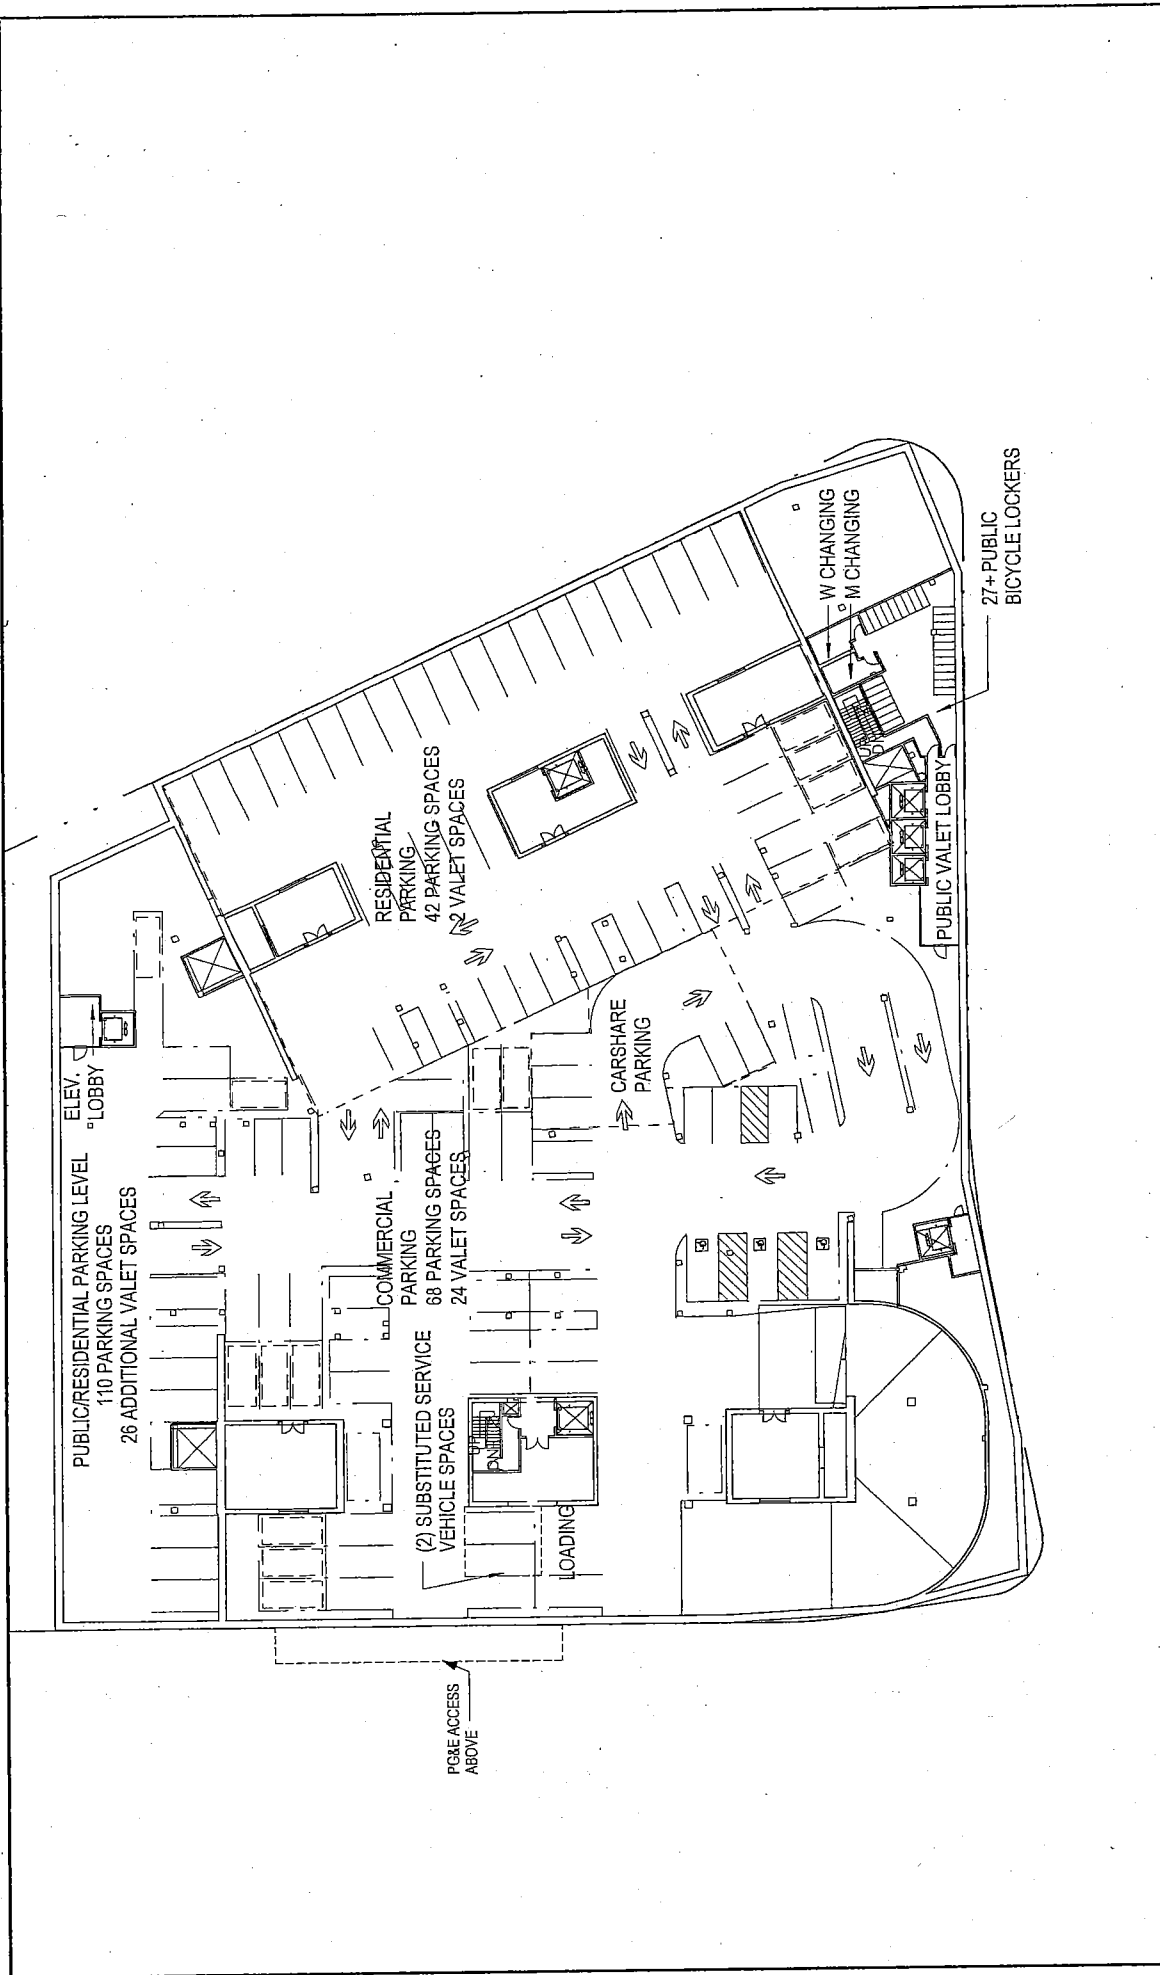 PUBLIC/RESIDENTIAL PARKING LEVEL
110 PARKING SPACES
26 ADDITIONAL VALET SPACES
ELEV.
LOBBY
RESIDENTIAL
PARKING
42 PARKING SPACES
2 VALET SPACES
COMMERCIAL
PARKING
68 PARKING SPACES
24 VALET SPACES
(2) SUBSTITUTED SERVICE
VEHICLE SPACES
LOADING
CARSHARE
PARKING
W CHANGING
M CHANGING
27+ PUBLIC
BICYCLE LOCKERS
PUBLIC VALET LOBBY
PG&E ACCESS
ABOVE